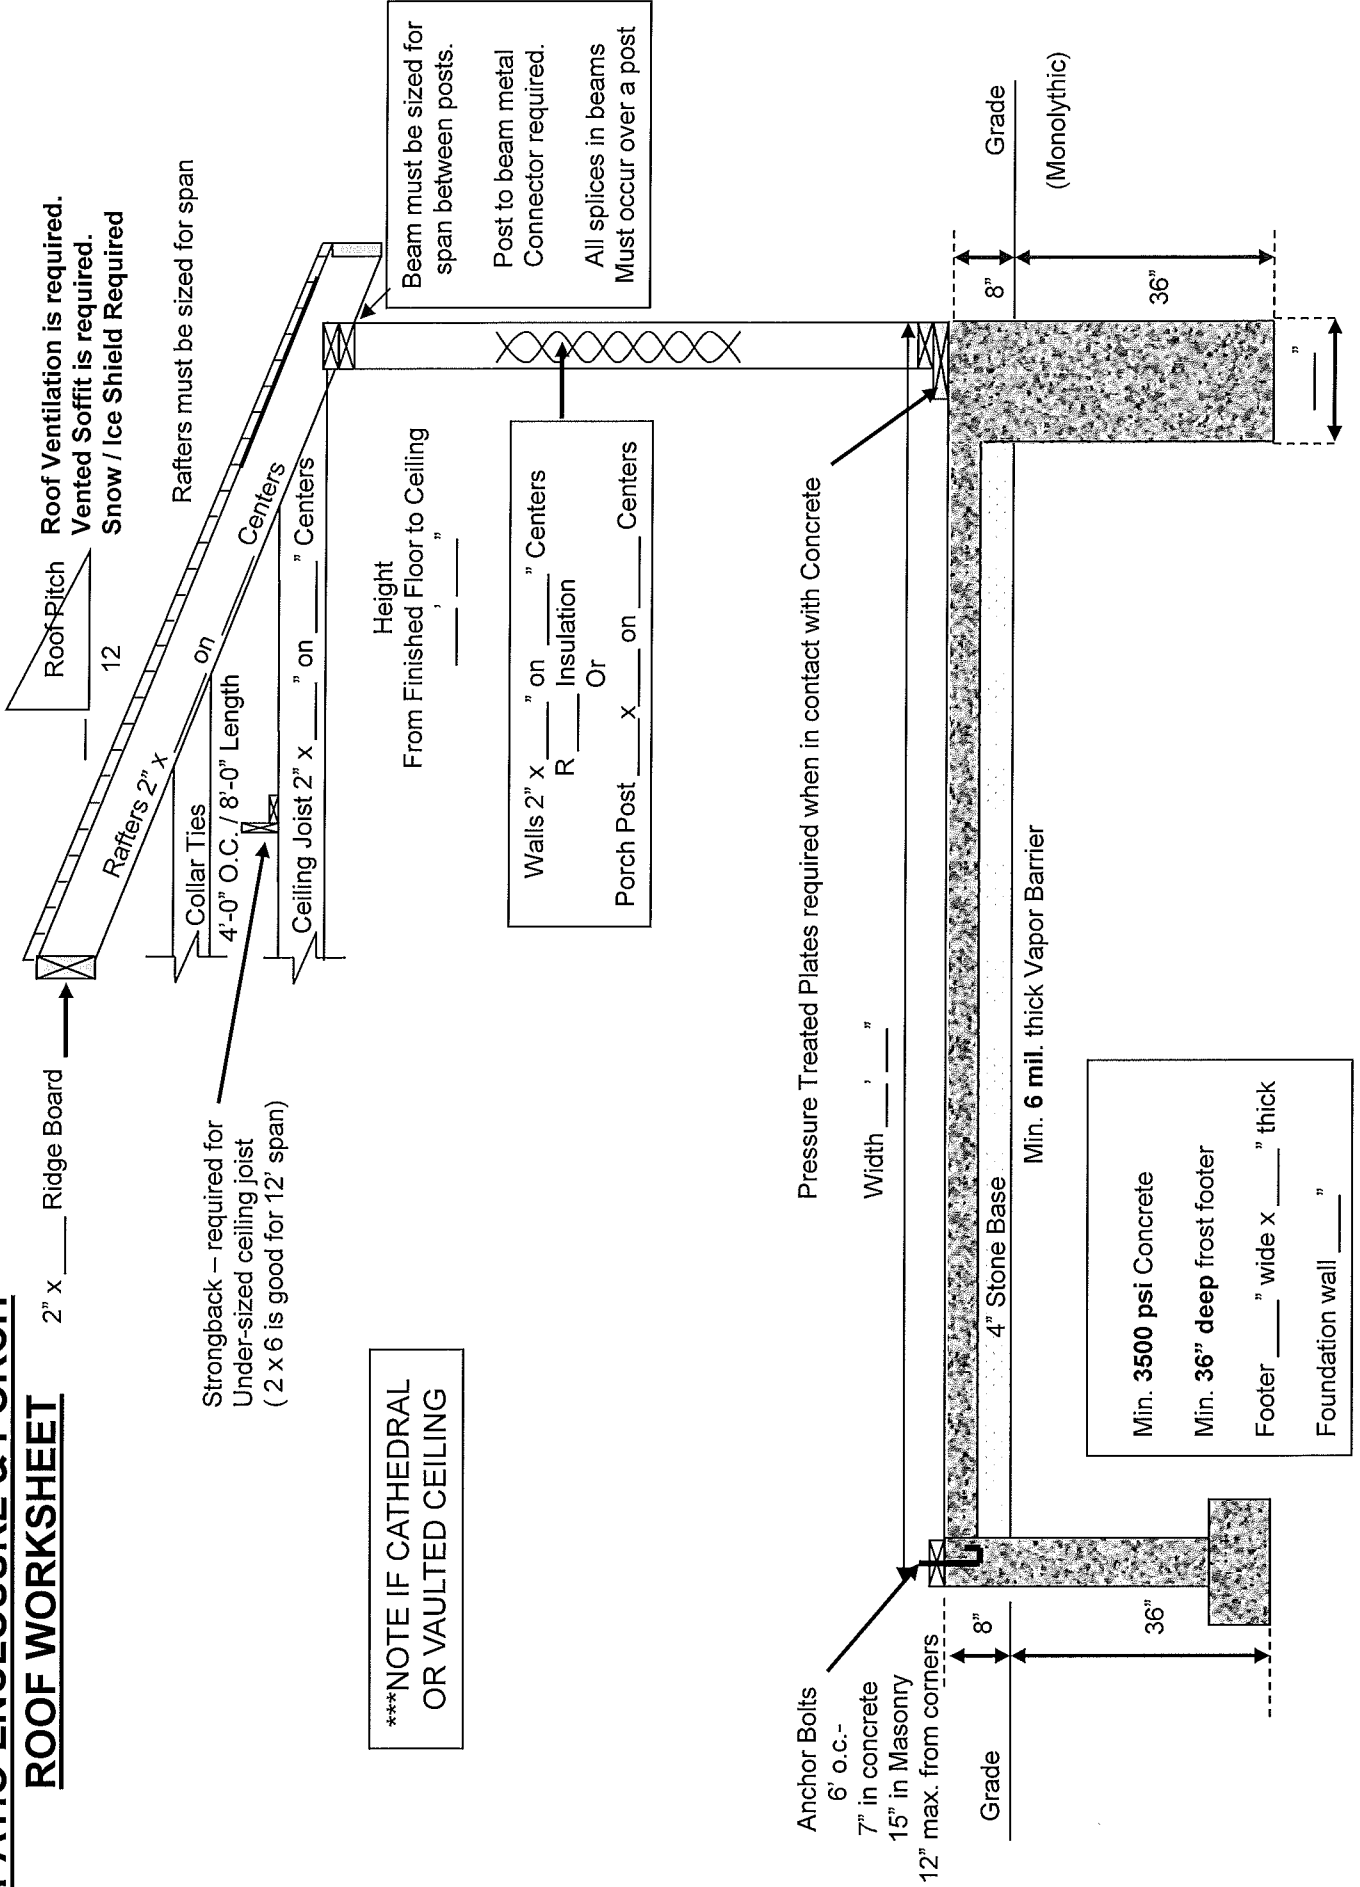 PATIO ENCLOSURE & PORCH
ROOF WORKSHEET
2” x ____ Ridge Board
Roof Pitch
____ 12
Roof Ventilation is required.
Vented Soffit is required.
Snow / Ice Shield Required
Rafters must be sized for span
Rafters 2” x ____ on ____ Centers
Collar Ties
4’-0” O.C. / 8’-0” Length
Ceiling Joist 2” x ____” on ____” Centers
Strongback – required for
Under-sized ceiling joist
( 2 x 6 is good for 12’ span)
Beam must be sized for
span between posts.
Post to beam metal
Connector required.
All splices in beams
Must occur over a post
***NOTE IF CATHEDRAL
OR VAULTED CEILING
Height
From Finished Floor to Ceiling
____ ’ ____ ”
Walls 2” x ____” on ____” Centers
R ____ Insulation
Or
Porch Post ____ x ____ on ____ Centers
Pressure Treated Plates required when in contact with Concrete
Width ____ ’ ____ ”
Anchor Bolts
6’ o.c.-
7” in concrete
15” in Masonry
12” max. from corners
Grade
8”
36”
4” Stone Base
Min. 6 mil. thick Vapor Barrier
8”
36”
Grade
(Monolythic)
____ ”
Min. 3500 psi Concrete
Min. 36” deep frost footer
Footer ____ ” wide x ____ ” thick
Foundation wall ____ ”